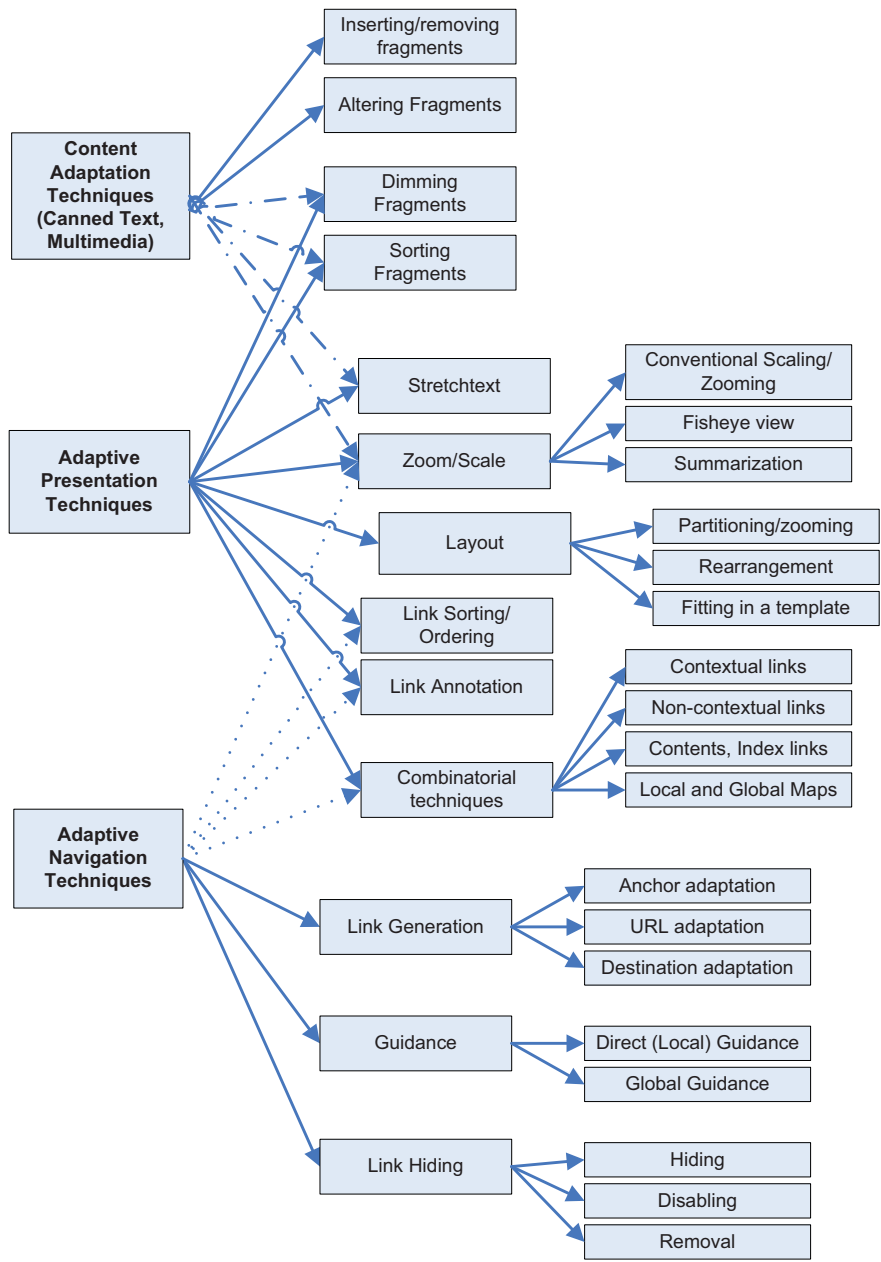 Inserting/removing
fragments
Altering Fragments
Content
Adaptation
Techniques
(Canned Text,
Multimedia)
Dimming
Fragments
Sorting
Fragments
Stretchtext
Conventional Scaling/
Zooming
Fisheye view
Adaptive
Presentation
Techniques
Zoom/Scale
Summarization
Layout
Partitioning/zooming
Rearrangement
Fitting in a template
Link Sorting/
Ordering
Link Annotation
Contextual links
Non-contextual links
Contents, Index links
Combinatorial
techniques
Local and Global Maps
Adaptive
Navigation
Techniques
Link Generation
Anchor adaptation
URL adaptation
Destination adaptation
Guidance
Direct (Local) Guidance
Global Guidance
Link Hiding
Hiding
Disabling
Removal